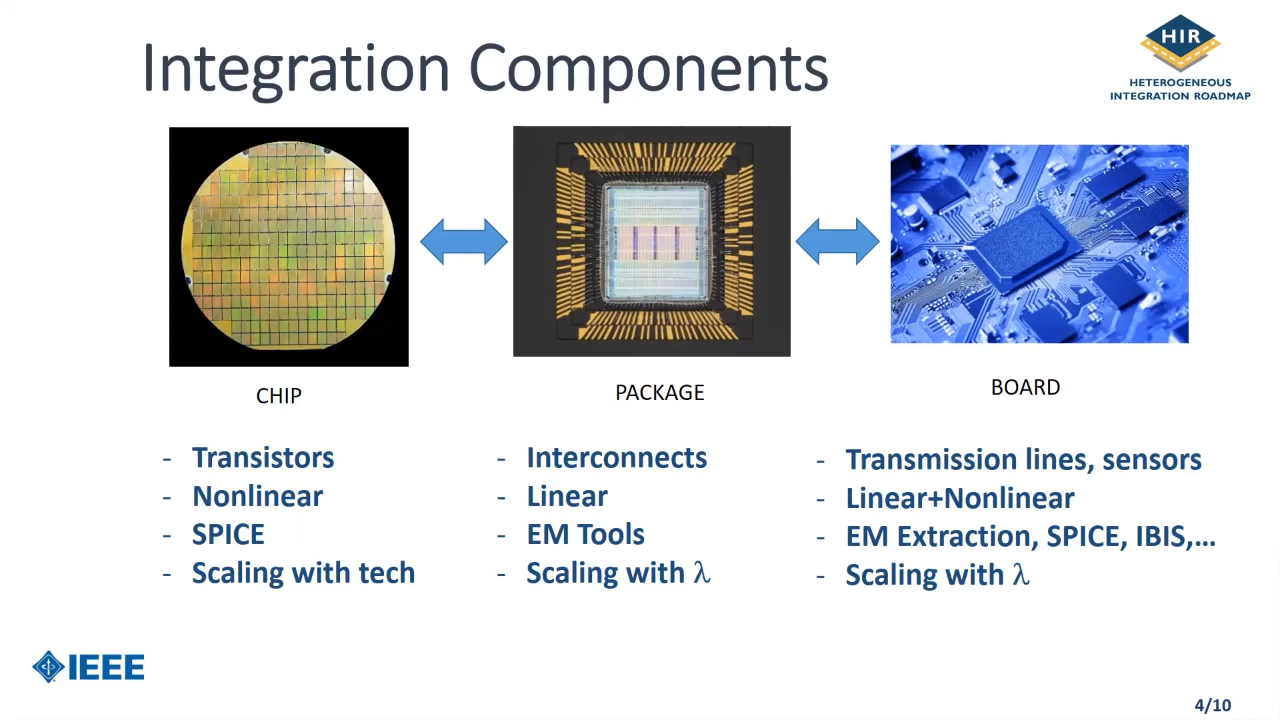 Integration Components
HIR
HETEROGENEOUS
INTEGRATION ROADMAP
CHIP
- Transistors
- Nonlinear
- SPICE
- Scaling with tech
PACKAGE
- Interconnects
- Linear
- EM Tools
- Scaling with λ
BOARD
- Transmission lines, sensors
- Linear+Nonlinear
- EM Extraction, SPICE, IBIS,...
- Scaling with λ
IEEE
4/10